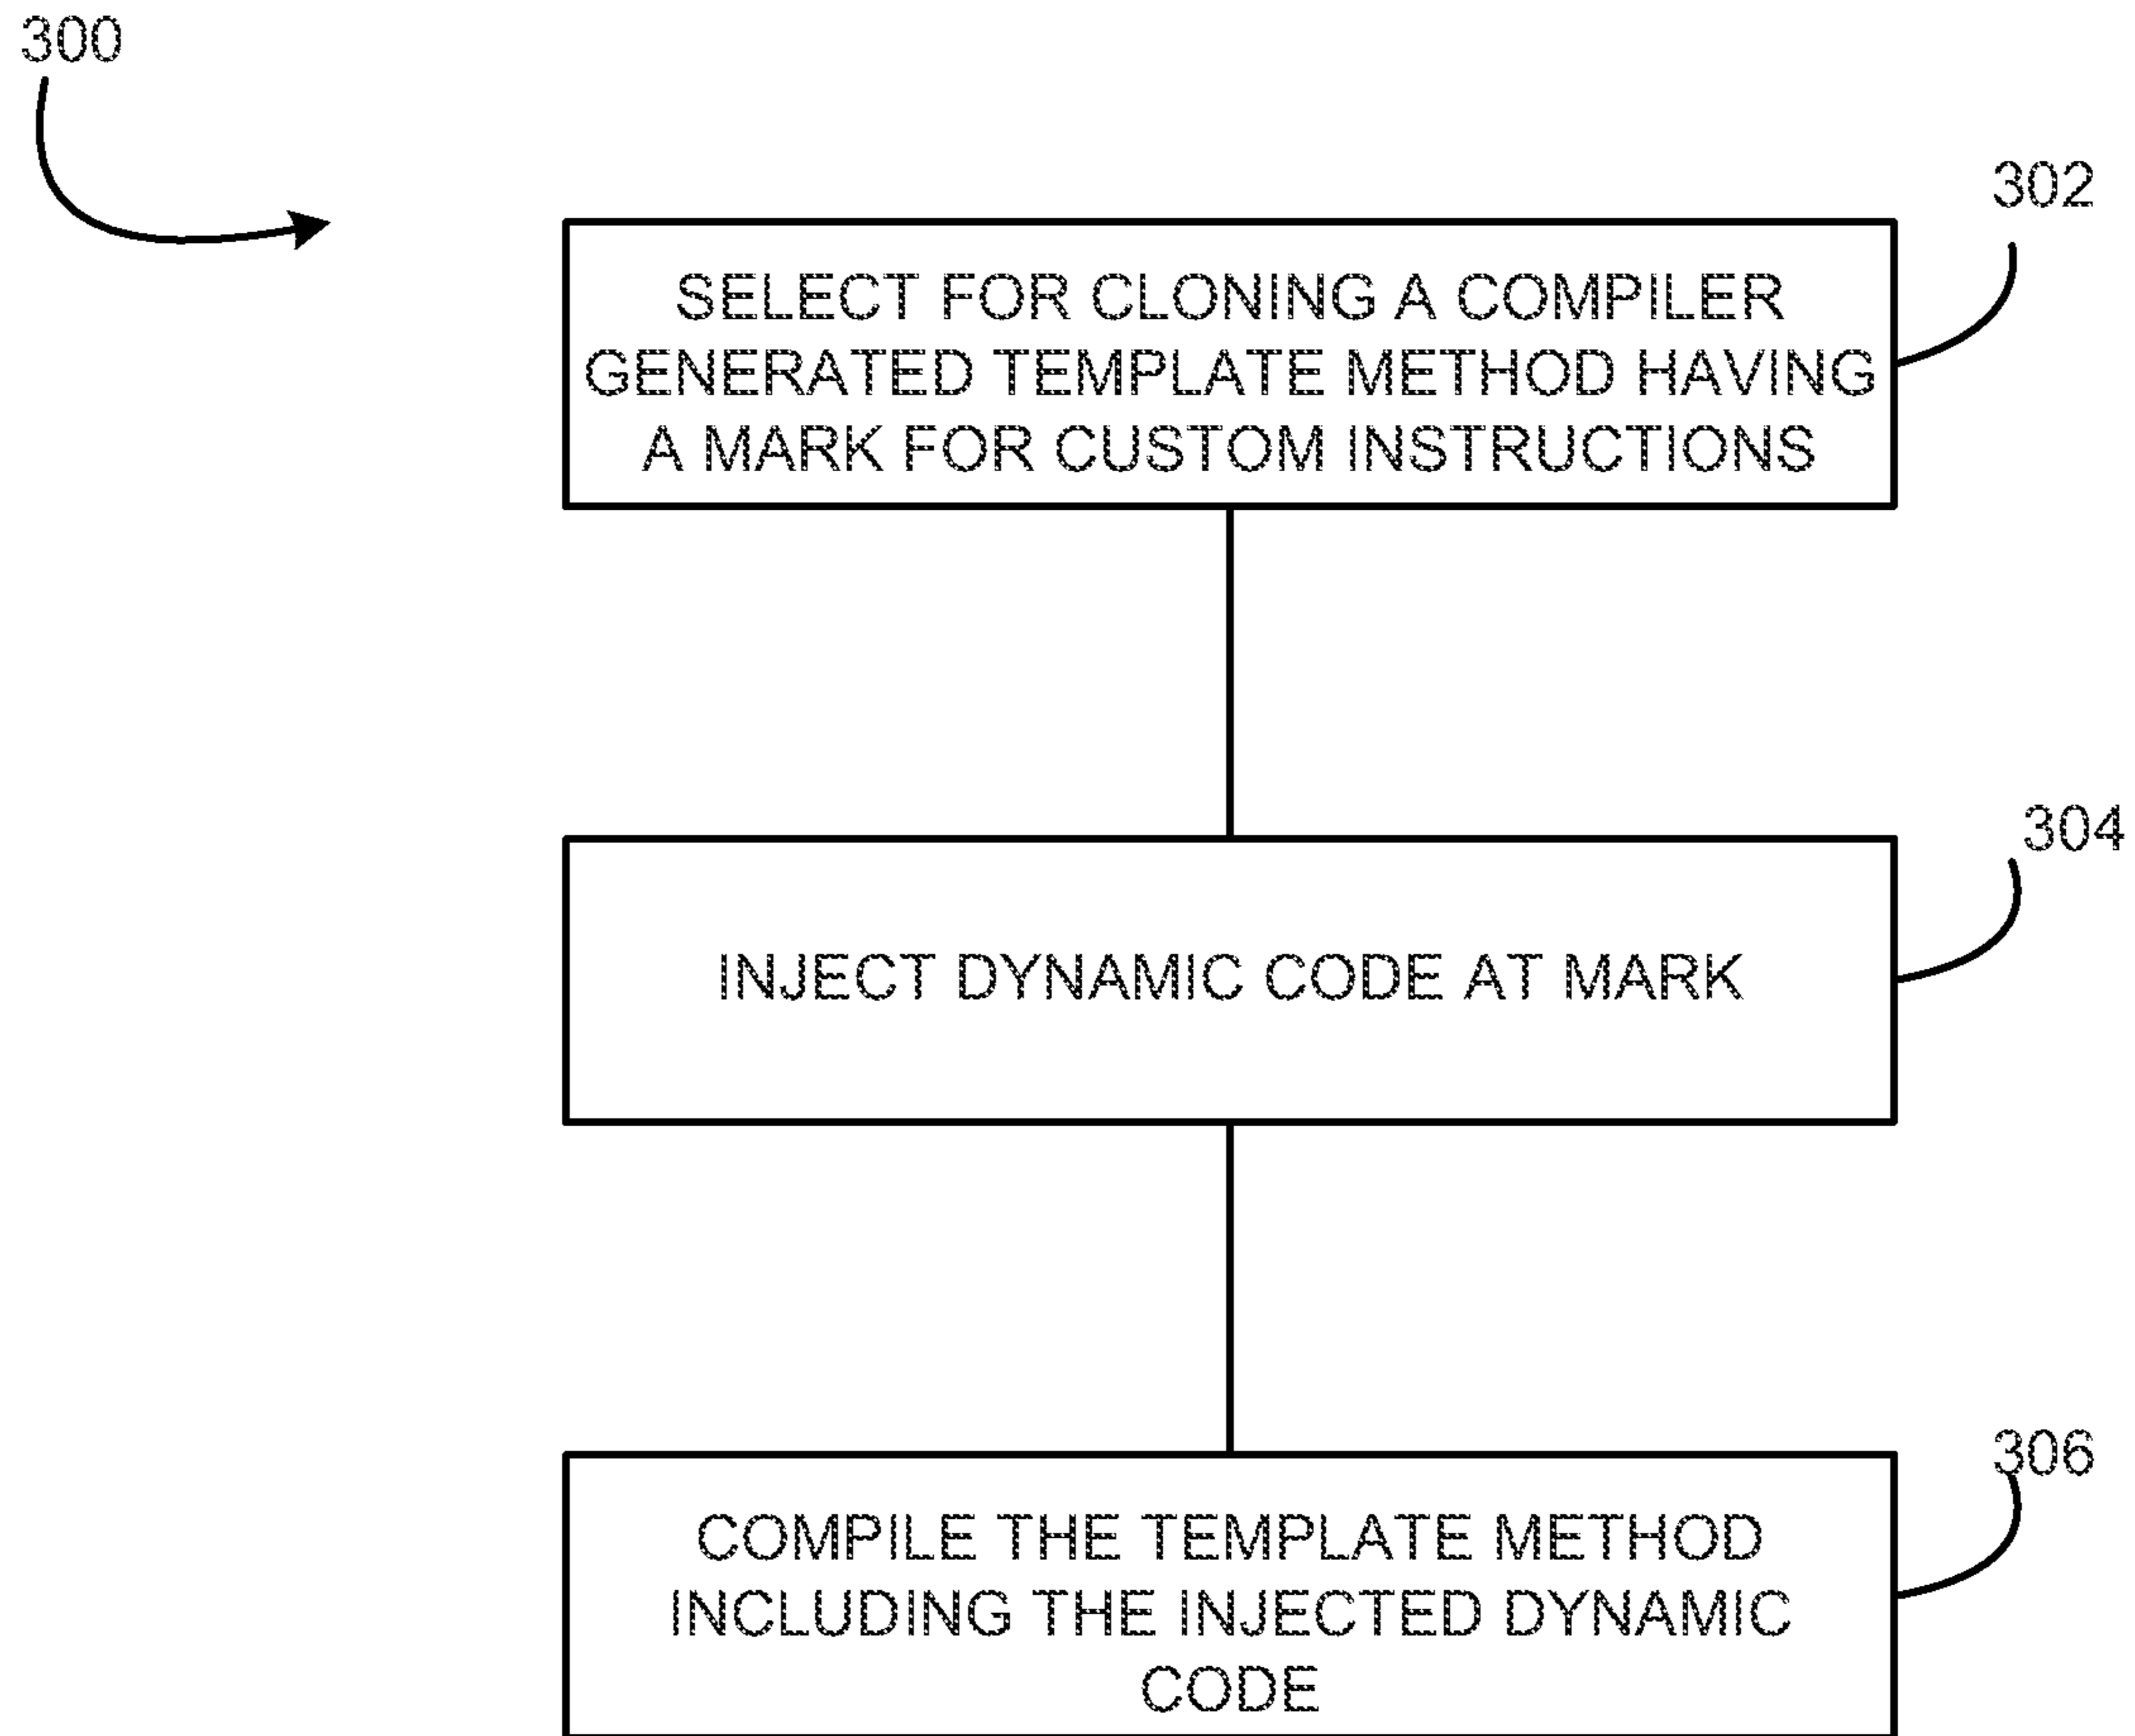 300
302
SELECT FOR CLONING A COMPILER
GENERATED TEMPLATE METHOD HAVING
A MARK FOR CUSTOM INSTRUCTIONS
304
INJECT DYNAMIC CODE AT MARK
306
COMPILE THE TEMPLATE METHOD
INCLUDING THE INJECTED DYNAMIC
CODE